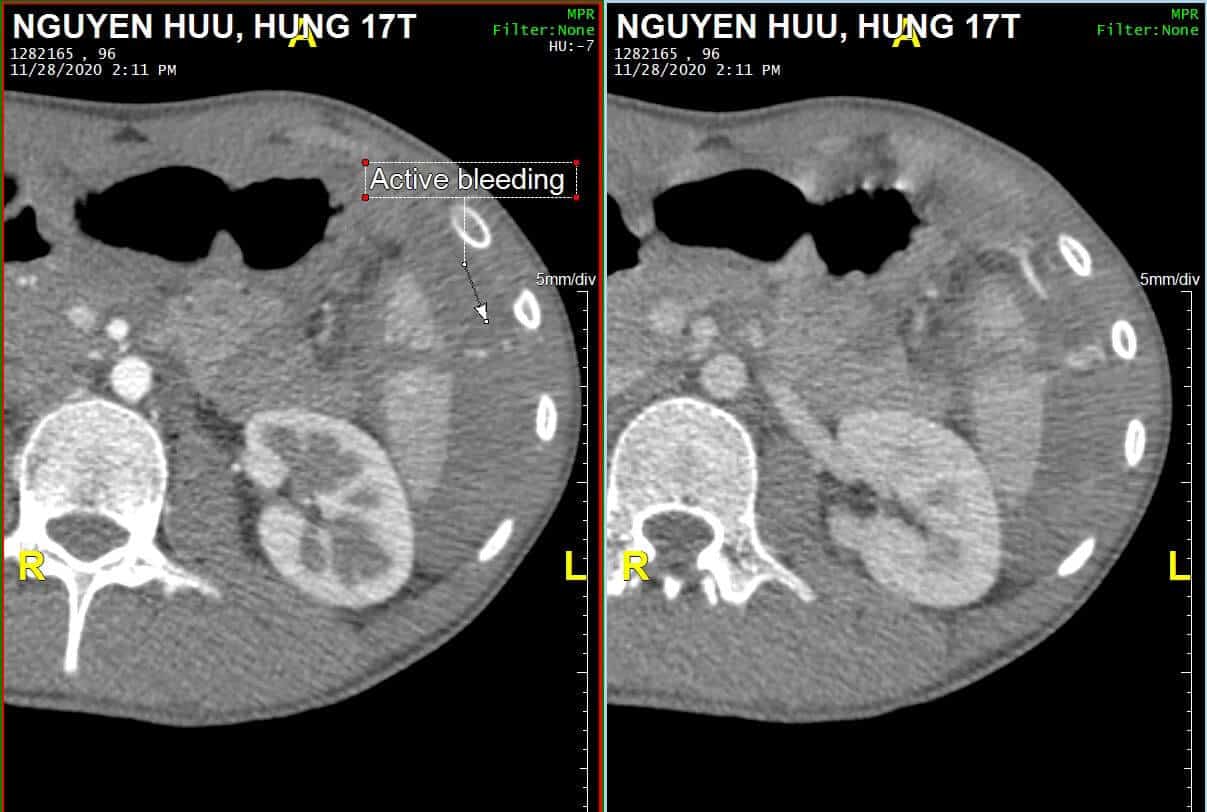 NGUYEN HUU, HUNG 17T
A
MPR
Filter:None
HU:-7
1282165 , 96
11/28/2020 2:11 PM
Active bleeding
5mm/div
R
L
NGUYEN HUU, HUNG 17T
A
MPR
Filter:None
1282165 , 96
11/28/2020 2:11 PM
5mm/div
R
L